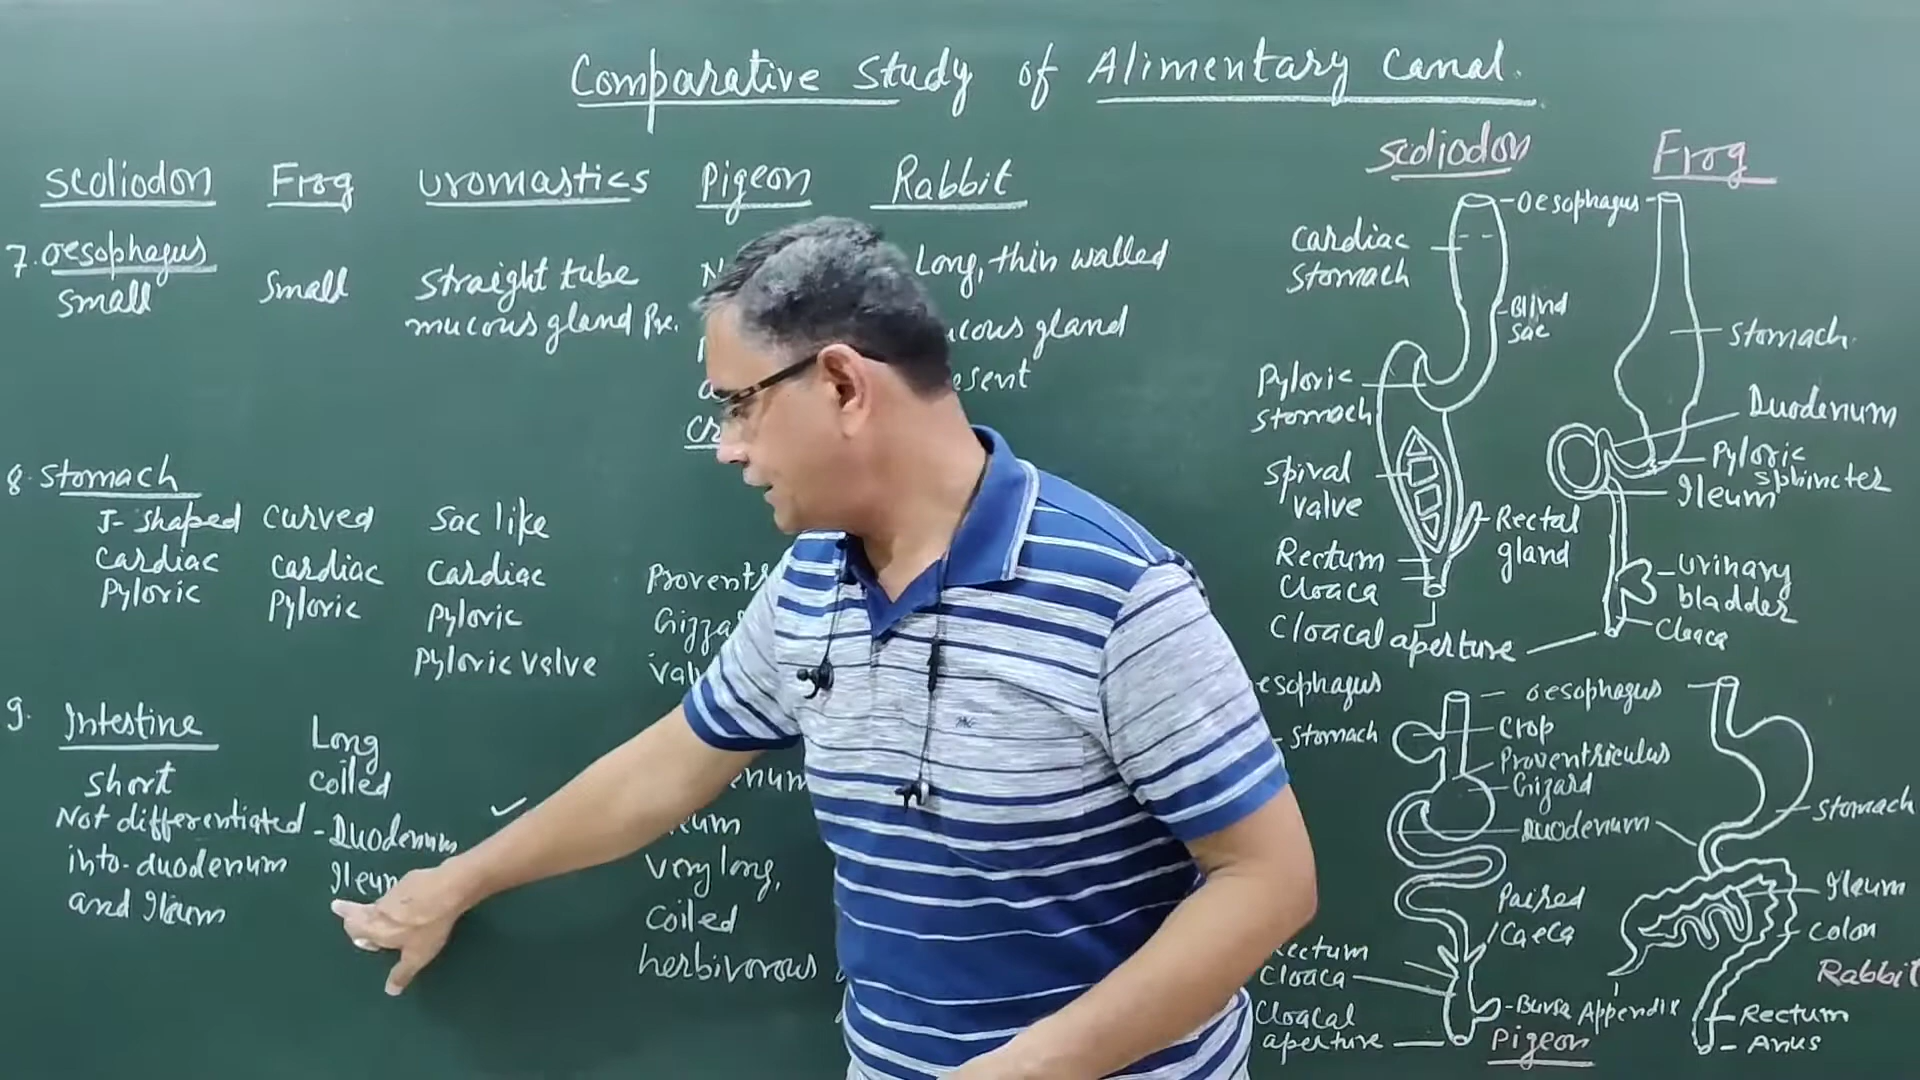 Comparative Study of Alimentary Canal.
Scoliodon Frog Uromastics Pigeon Rabbit
7. Oesophagus
Small Small Straight tube Long, thin walled
mucous gland Pre. gland
8. Stomach
J-Shaped Curved Sac like
Cardiac Cardiac Cardiac
Pyloric Pyloric Pyloric
Pyloric Valve
9. Intestine Long
Short Coiled
Not differentiated - Duodenum
into duodenum
and Ileum
Very long,
Coiled
herbivorous
Scoliodon Frog
Oesophagus
Cardiac
Stomach
Blind
Sac
Stomach
Pyloric
Stomach
Duodenum
Pyloric
Sphincter
Ileum
Spiral
Valve
Rectal
gland
Rectum
Cloaca
Urinary
bladder
Cloaca
Cloacal aperture
Oesophagus
Stomach
Crop
Proventriculus
Gizard
Duodenum
Stomach
Paired
Caeca
Ileum
Colon
Rabbit
Cloaca
Cloacal
aperture
Bursa Appendix
Pigeon
Rectum
Anus